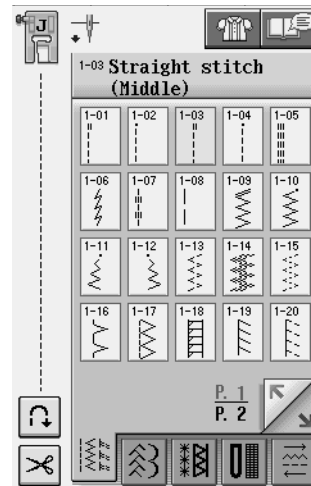 J
1-03 Straight stitch
(Middle)
1-01 1-02 1-03 1-04 1-05
1-06 1-07 1-08 1-09 1-10
1-11 1-12 1-13 1-14 1-15
1-16 1-17 1-18 1-19 1-20
P. 1
P. 2